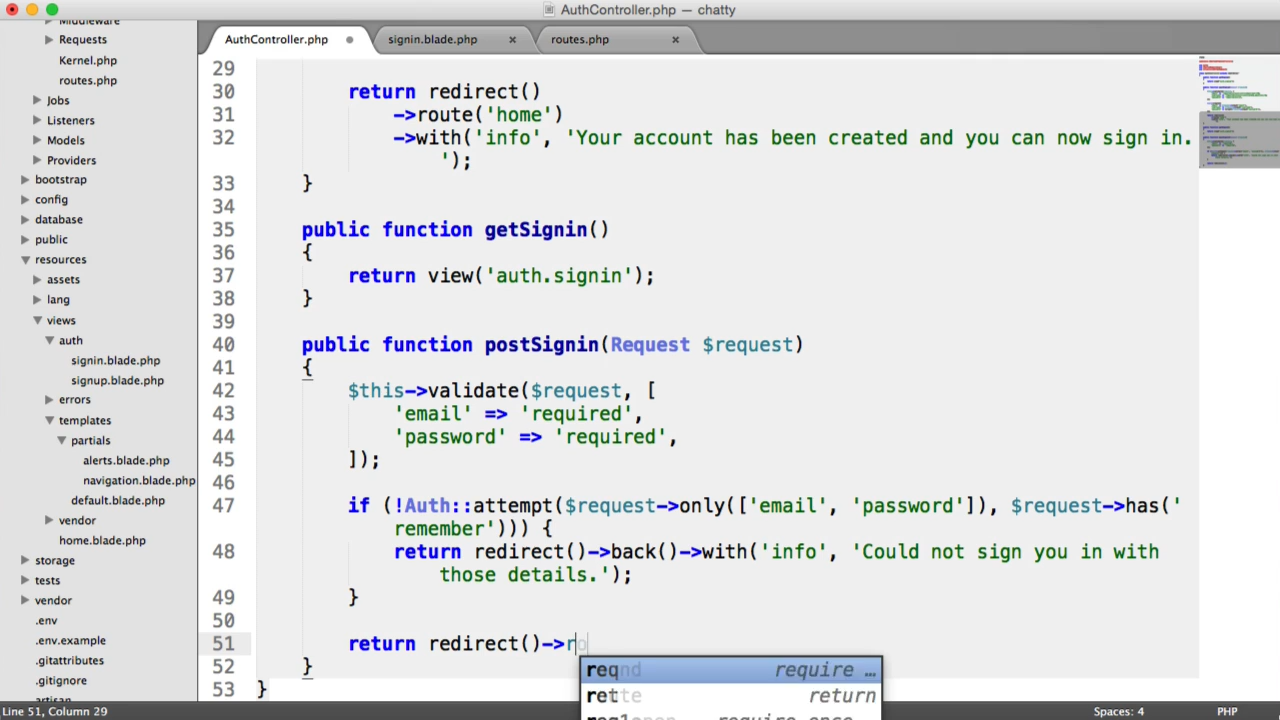 AuthController.php — chatty
Middleware
Requests
Kernel.php
routes.php
Jobs
Listeners
Models
Providers
bootstrap
config
database
public
resources
assets
lang
views
auth
signin.blade.php
signup.blade.php
errors
templates
partials
alerts.blade.php
navigation.blade.php
default.blade.php
vendor
home.blade.php
storage
tests
vendor
.env
.env.example
.gitattributes
.gitignore
artisan
AuthController.php
signin.blade.php
routes.php
29
30 return redirect()
31 ->route('home')
32 ->with('info', 'Your account has been created and you can now sign in.
');
33 }
34
35 public function getSignin()
36 {
37 return view('auth.signin');
38 }
39
40 public function postSignin(Request $request)
41 {
42 $this->validate($request, [
43 'email' => 'required',
44 'password' => 'required',
45 ]);
46
47 if (!Auth::attempt($request->only(['email', 'password']), $request->has('
remember'))) {
48 return redirect()->back()->with('info', 'Could not sign you in with
those details.');
49 }
50
51 return redirect()->ro
52 }
53 }
require …
return
Line 51, Column 29
Spaces: 4
PHP